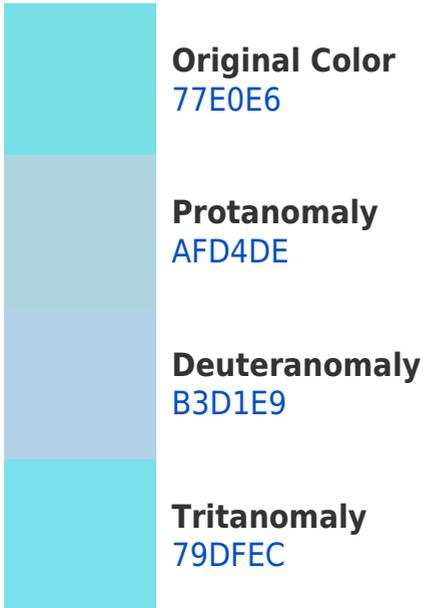 Original Color
77E0E6
Protanomaly
AFD4DE
Deuteranomaly
B3D1E9
Tritanomaly
79DFEC